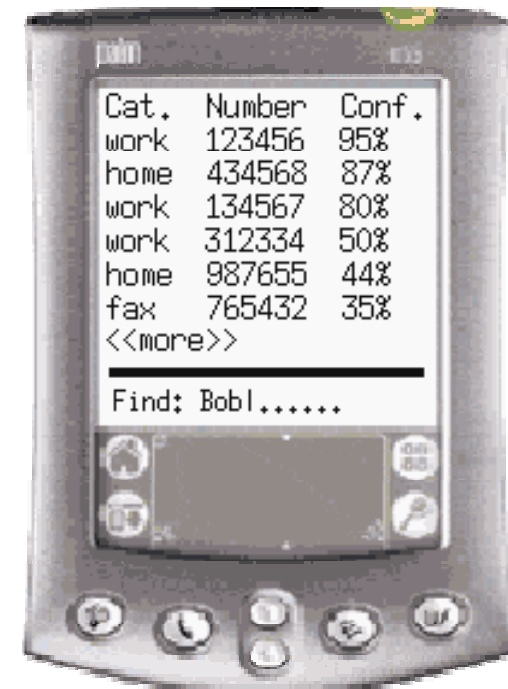 palm
m515
Cat. Number Conf.
work 123456 95%
home 434568 87%
work 134567 80%
work 312334 50%
home 987655 44%
fax 765432 35%
<<more>>
Find: Bob|......